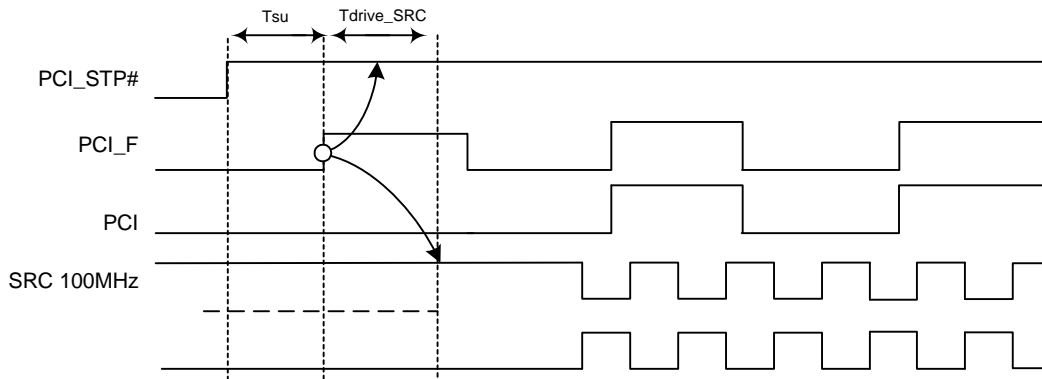 Tsu
Tdrive_SRC
PCI_STP#
PCI_F
PCI
SRC 100MHz